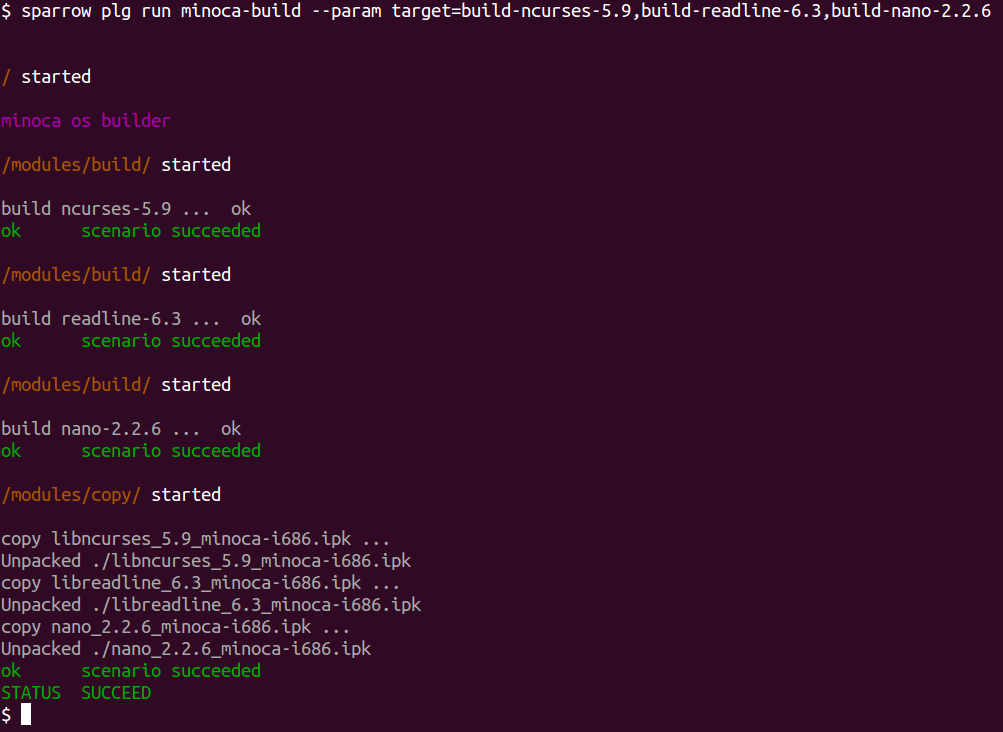 $ sparrow plg run minoca-build --param target=build-ncurses-5.9,build-readline-6.3,build-nano-2.2.6
/ started
minoca os builder
/modules/build/ started
build ncurses-5.9 ...  ok
ok      scenario succeeded
/modules/build/ started
build readline-6.3 ...  ok
ok      scenario succeeded
/modules/build/ started
build nano-2.2.6 ...  ok
ok      scenario succeeded
/modules/copy/ started
copy libncurses_5.9_minoca-i686.ipk ...
Unpacked ./libncurses_5.9_minoca-i686.ipk
copy libreadline_6.3_minoca-i686.ipk ...
Unpacked ./libreadline_6.3_minoca-i686.ipk
copy nano_2.2.6_minoca-i686.ipk ...
Unpacked ./nano_2.2.6_minoca-i686.ipk
ok      scenario succeeded
STATUS  SUCCEED
$